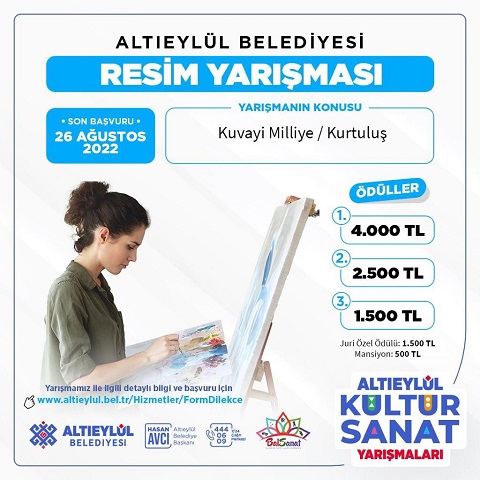 ALTIEYLÜL BELEDİYESİ
RESİM YARIŞMASI
• SON BAŞVURU •
26 AĞUSTOS
2022
YARIŞMANIN KONUSU
Kuvayi Milliye / Kurtuluş
ÖDÜLLER
1. 4.000 TL
2. 2.500 TL
3. 1.500 TL
Juri Özel Ödülü: 1.500 TL
Mansiyon: 500 TL
Yarışmamız ile ilgili detaylı bilgi ve başvuru için
www.altieylul.bel.tr/Hizmetler/FormDilekce
ALTIEYLÜL
BELEDİYESİ
HASAN
AVCI
Altıeylül
Belediye
Başkanı
444
06
09
BelSanat
ALTIEYLÜL
KÜLTÜR
SANAT
YARIŞMALARI